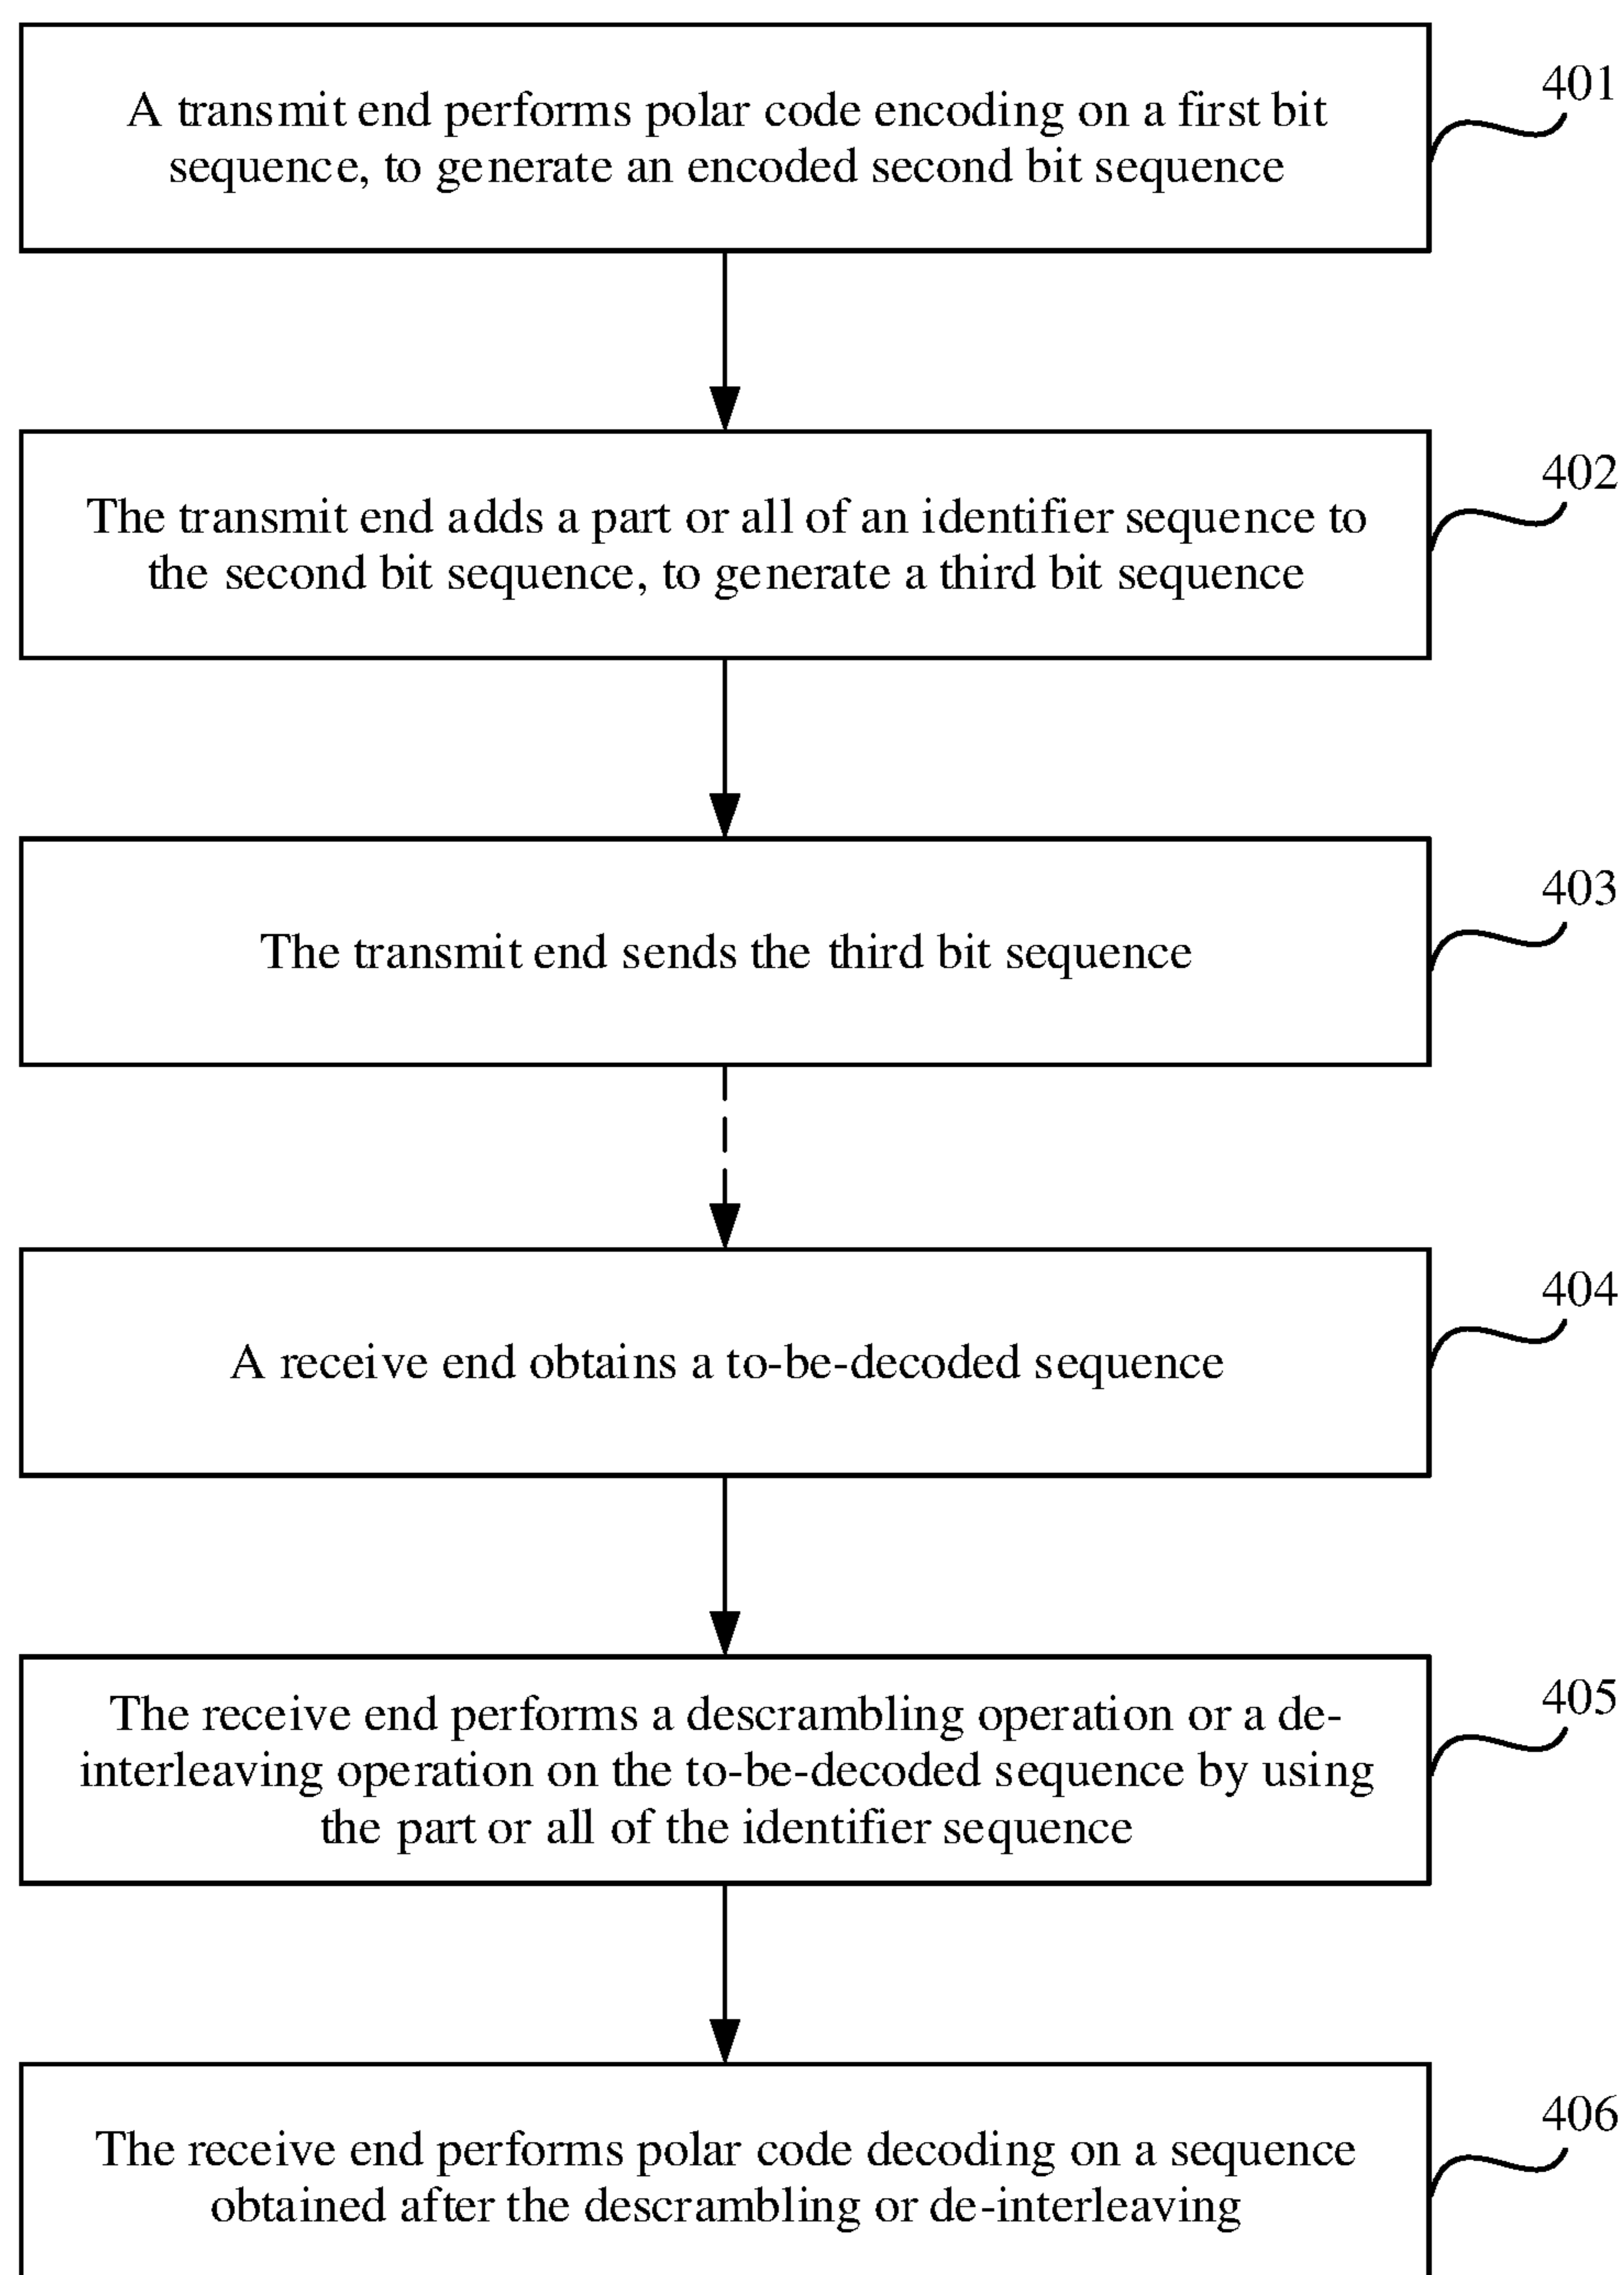 A transmit end performs polar code encoding on a first bit
sequence, to generate an encoded second bit sequence
401
The transmit end adds a part or all of an identifier sequence to
the second bit sequence, to generate a third bit sequence
402
The transmit end sends the third bit sequence
403
A receive end obtains a to-be-decoded sequence
404
The receive end performs a descrambling operation or a de-
interleaving operation on the to-be-decoded sequence by using
the part or all of the identifier sequence
405
The receive end performs polar code decoding on a sequence
obtained after the descrambling or de-interleaving
406